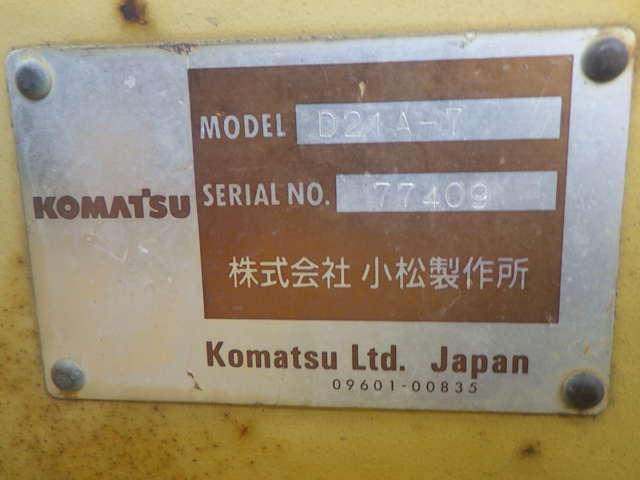 MODEL D21A-7
KOMATSU
SERIAL NO. 77409
株式会社 小松製作所
Komatsu Ltd. Japan
09601-00835